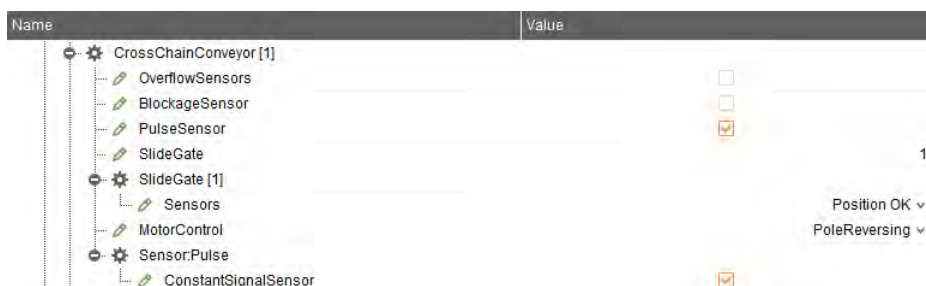 Name Value
CrossChainConveyor [1]
OverflowSensors
BlockageSensor
PulseSensor
SlideGate 1
SlideGate [1]
Sensors Position OK
MotorControl PoleReversing
Sensor:Pulse
ConstantSignalSensor